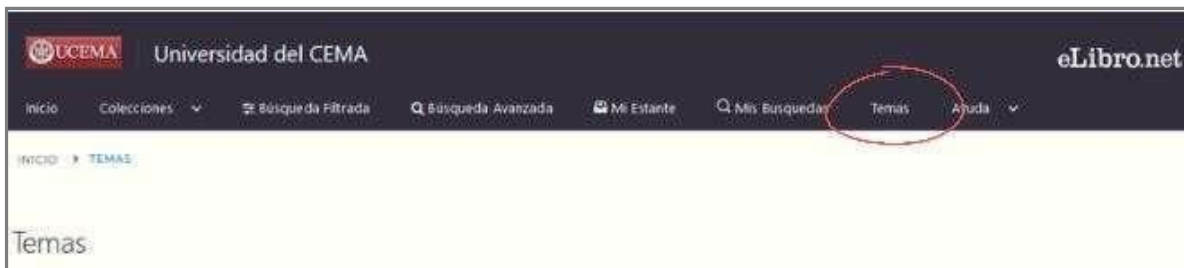 UCEMA Universidad del CEMA eLibro.net
Inicio Colecciones Búsqueda Filtrada Búsqueda Avanzada Mi Estante Mis Busquedas Temas Ayuda
INICIO TEMAS
Temas